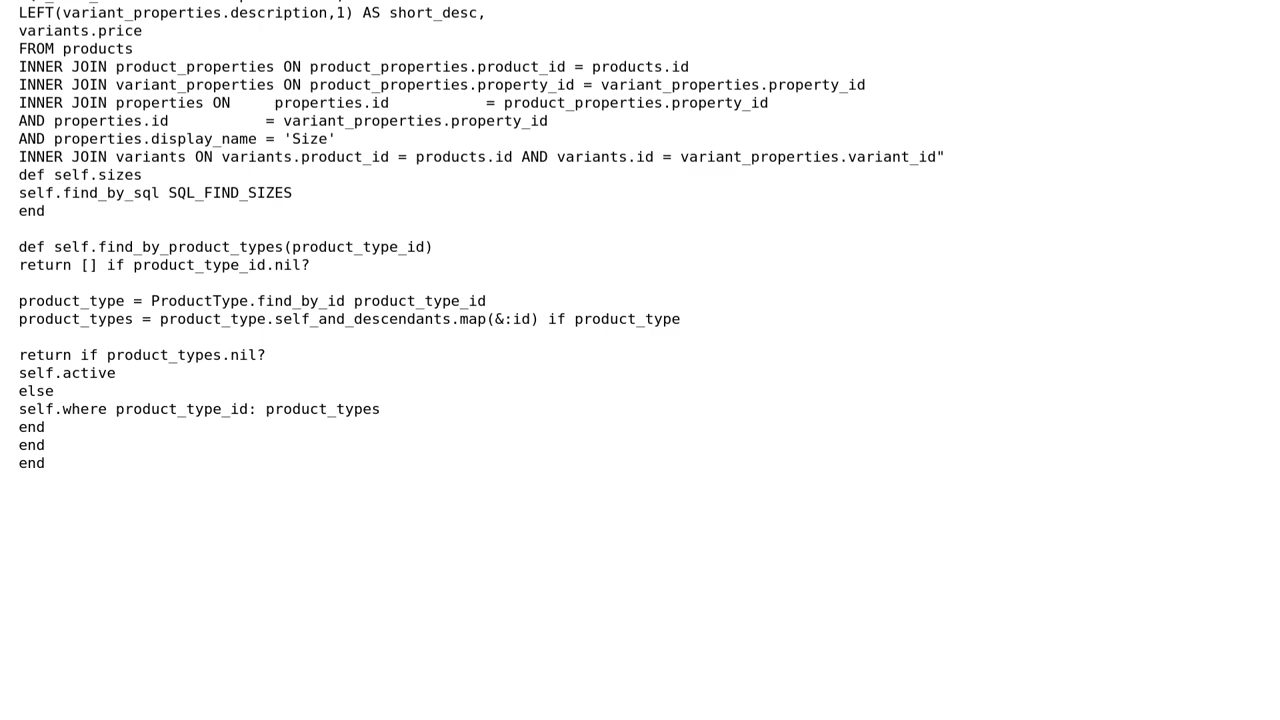 LEFT(variant_properties.description,1) AS short_desc,
variants.price
FROM products
INNER JOIN product_properties ON product_properties.product_id = products.id
INNER JOIN variant_properties ON product_properties.property_id = variant_properties.property_id
INNER JOIN properties ON     properties.id           = product_properties.property_id
AND properties.id           = variant_properties.property_id
AND properties.display_name = 'Size'
INNER JOIN variants ON variants.product_id = products.id AND variants.id = variant_properties.variant_id"
def self.sizes
self.find_by_sql SQL_FIND_SIZES
end

def self.find_by_product_types(product_type_id)
return [] if product_type_id.nil?

product_type = ProductType.find_by_id product_type_id
product_types = product_type.self_and_descendants.map(&:id) if product_type

return if product_types.nil?
self.active
else
self.where product_type_id: product_types
end
end
end